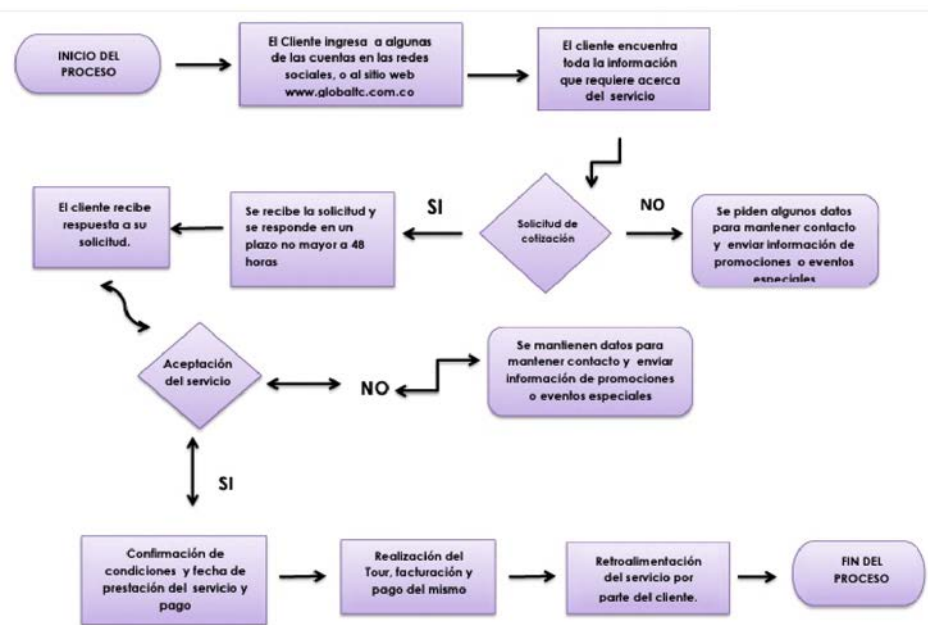 INICIO DEL
PROCESO
El Cliente ingresa a algunas
de las cuentas en las redes
sociales, o al sitio web
www.globaltc.com.co
El cliente encuentra
toda la información
que requiere acerca
del servicio
El cliente recibe
respuesta a su
solicitud.
Se recibe la solicitud y
se responde en un
plazo no mayor a 48
horas
SI
Solicitud de
cotización
NO
Se piden algunos datos
para mantener contacto
y enviar información de
promociones o eventos
especiales
Aceptación
del servicio
NO
Se mantienen datos para
mantener contacto y enviar
información de promociones
o eventos especiales
SI
Confirmación de
condiciones y fecha de
prestación del servicio y
pago
Realización del
Tour, facturación y
pago del mismo
Retroalimentación
del servicio por
parte del cliente.
FIN DEL
PROCESO